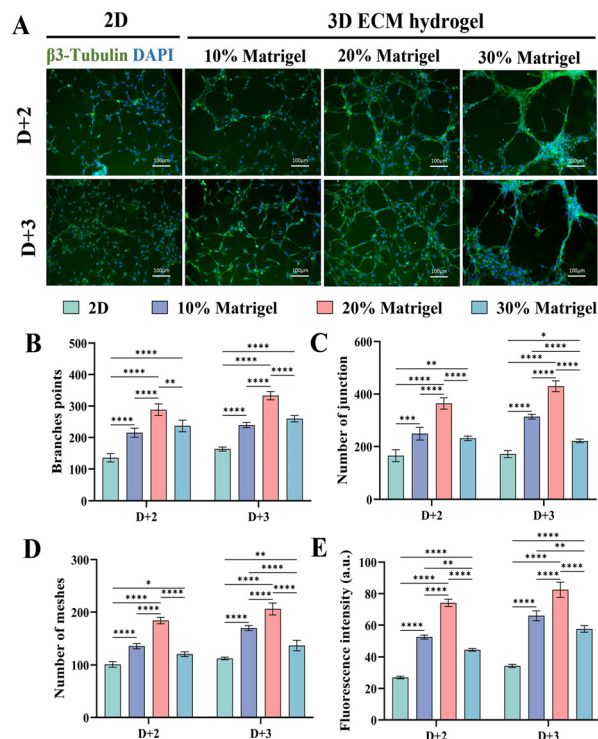 A
2D
3D ECM hydrogel
β3-Tubulin DAPI
10% Matrigel
20% Matrigel
30% Matrigel
D+2
100μm
100μm
100μm
100μm
D+3
100μm
100μm
100μm
100μm
2D
10% Matrigel
20% Matrigel
30% Matrigel
B
Branches points
500
400
300
200
100
0
****
****
**
****
****
****
****
****
****
****
D+2
D+3
C
Number of junction
600
400
200
0
**
****
****
****
***
*
****
****
****
****
****
D+2
D+3
D
Number of meshes
300
200
100
0
*
****
****
****
****
**
****
****
****
****
****
D+2
D+3
E
Fluorescence intensity (a.u.)
100
80
60
40
20
0
****
**
****
****
****
****
****
**
****
****
****
****
D+2
D+3